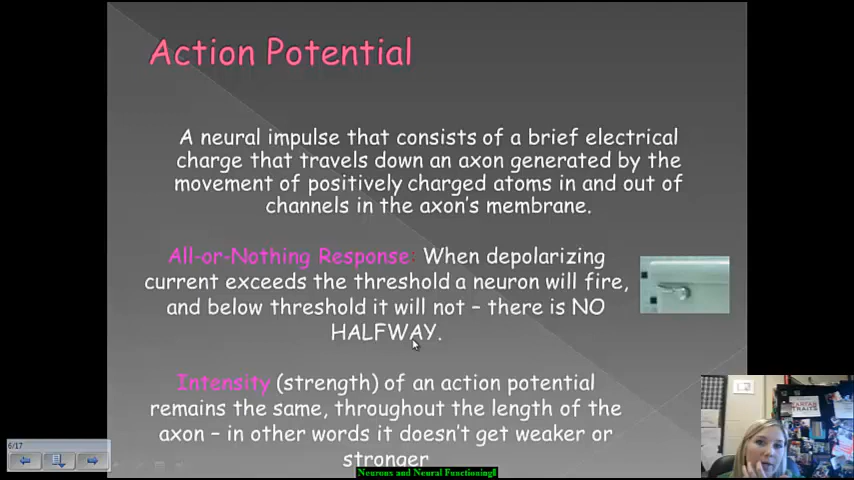 Action Potential
A neural impulse that consists of a brief electrical
charge that travels down an axon generated by the
movement of positively charged atoms in and out of
channels in the axon's membrane.
All-or-Nothing Response: When depolarizing
current exceeds the threshold a neuron will fire,
and below threshold it will not – there is NO
HALFWAY.
Intensity (strength) of an action potential
remains the same, throughout the length of the
axon – in other words it doesn't get weaker or
stronger
6/17
Neurons and Neural Functioning
TRAITS